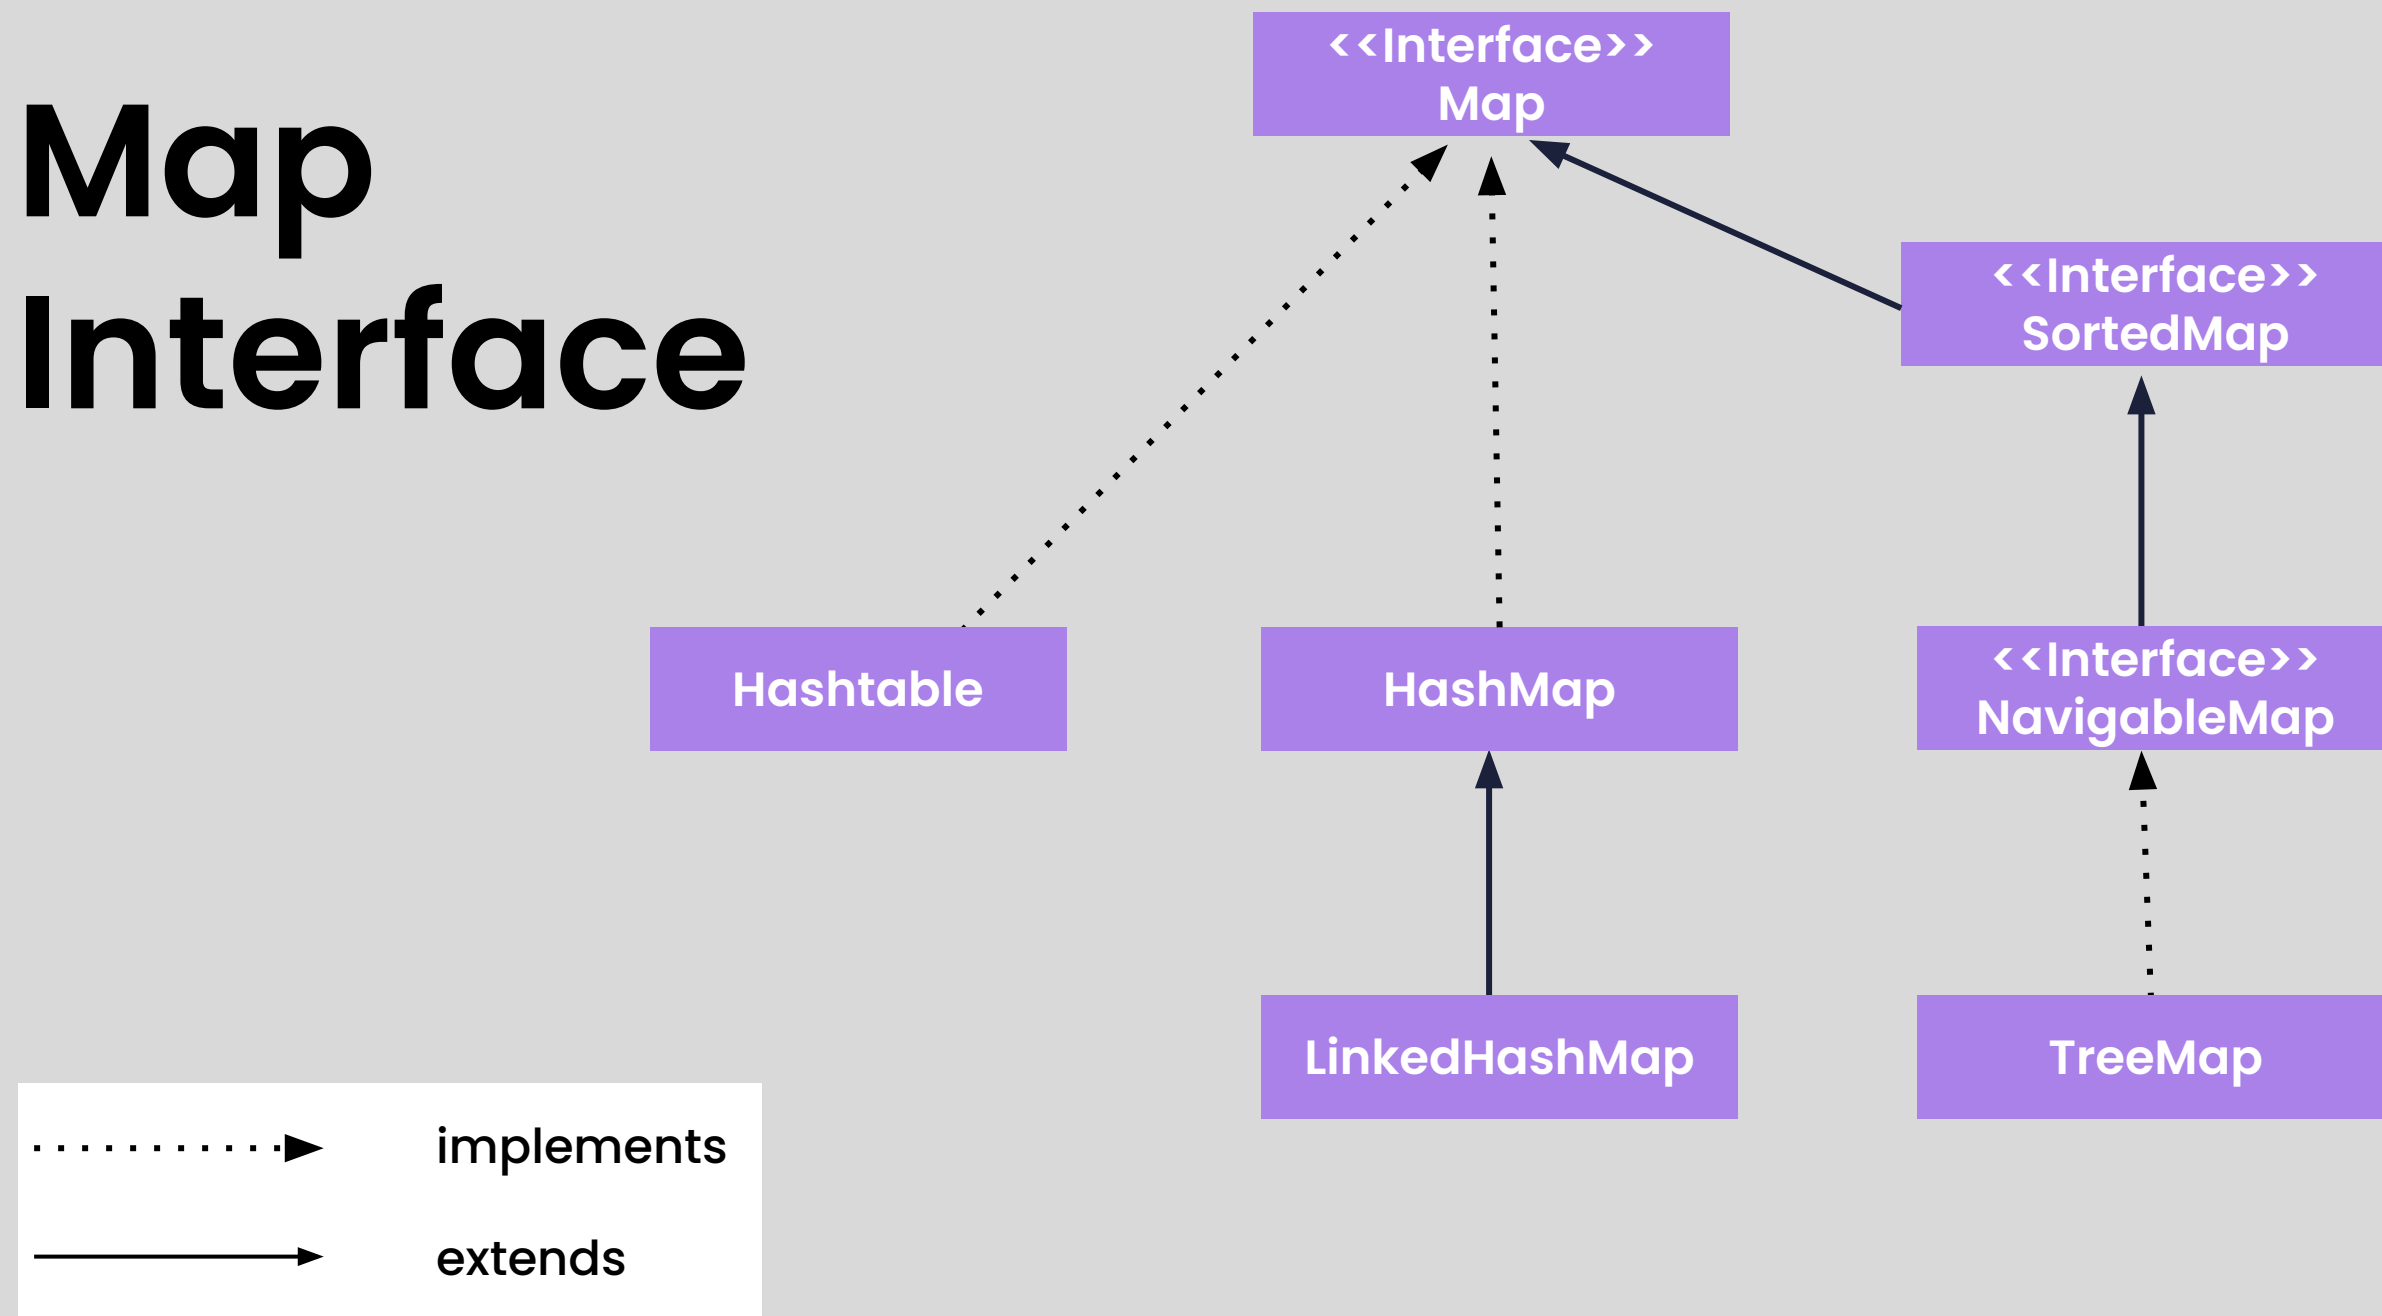 Map
Interface
<<Interface>>
Map
<<Interface>>
SortedMap
Hashtable
HashMap
<<Interface>>
NavigableMap
LinkedHashMap
TreeMap
implements
extends